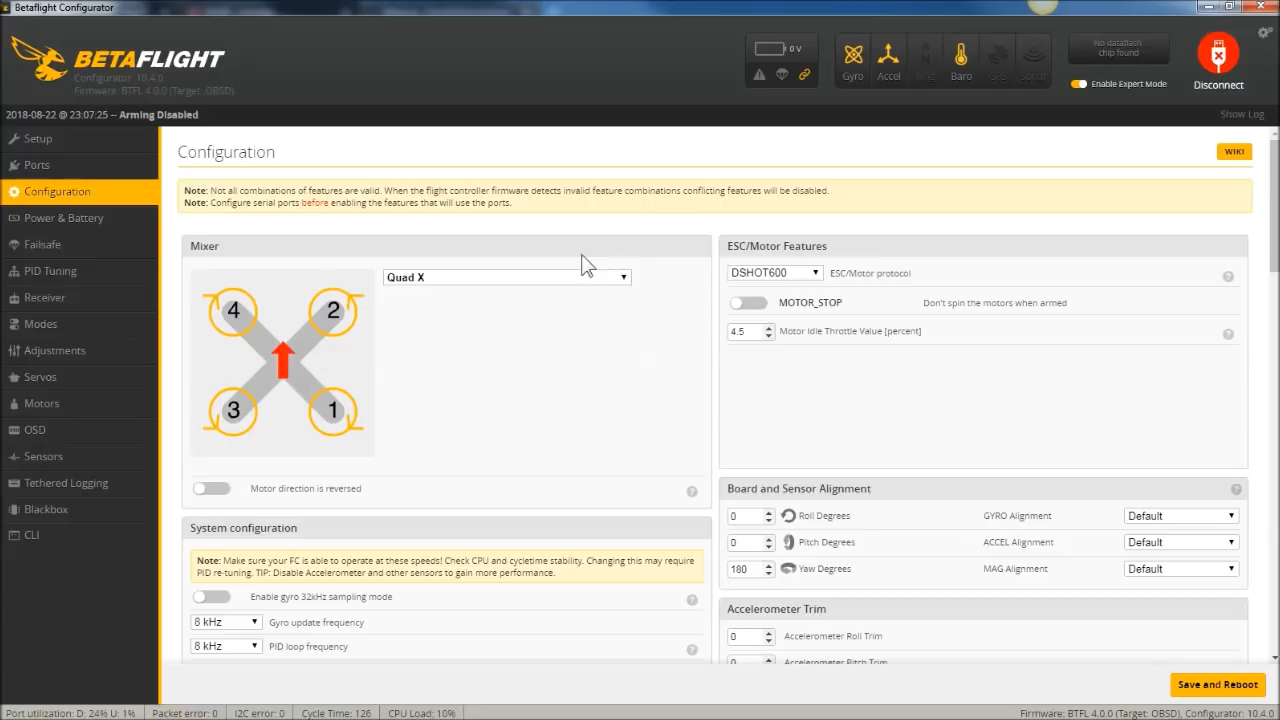 Betaflight Configurator
BETAFLIGHT
Configurator: 10.4.0
Firmware: BTFL 4.0.0 (Target: OBSD)
0 V
Gyro
Accel
Baro
No dataflash
chip found
Enable Expert Mode
Disconnect
2018-08-22 @ 23:07:25 -- Arming Disabled
Show Log
Setup
Ports
Configuration
Power & Battery
Failsafe
PID Tuning
Receiver
Modes
Adjustments
Servos
Motors
OSD
Sensors
Tethered Logging
Blackbox
CLI
Configuration
WIKI
Note: Not all combinations of features are valid. When the flight controller firmware detects invalid feature combinations conflicting features will be disabled.
Note: Configure serial ports before enabling the features that will use the ports.
Mixer
Quad X
4
2
3
1
Motor direction is reversed
System configuration
Note: Make sure your FC is able to operate at these speeds! Check CPU and cycletime stability. Changing this may require
PID re-tuning. TIP: Disable Accelerometer and other sensors to gain more performance.
Enable gyro 32kHz sampling mode
8 kHz Gyro update frequency
8 kHz PID loop frequency
ESC/Motor Features
DSHOT600 ESC/Motor protocol
MOTOR_STOP Don't spin the motors when armed
4.5 Motor Idle Throttle Value [percent]
Board and Sensor Alignment
0 Roll Degrees GYRO Alignment Default
0 Pitch Degrees ACCEL Alignment Default
180 Yaw Degrees MAG Alignment Default
Accelerometer Trim
0 Accelerometer Roll Trim
0 Accelerometer Pitch Trim
Save and Reboot
Port utilization: D: 24% U: 1% Packet error: 0 I2C error: 0 Cycle Time: 126 CPU Load: 10% Firmware: BTFL 4.0.0 (Target: OBSD), Configurator: 10.4.0